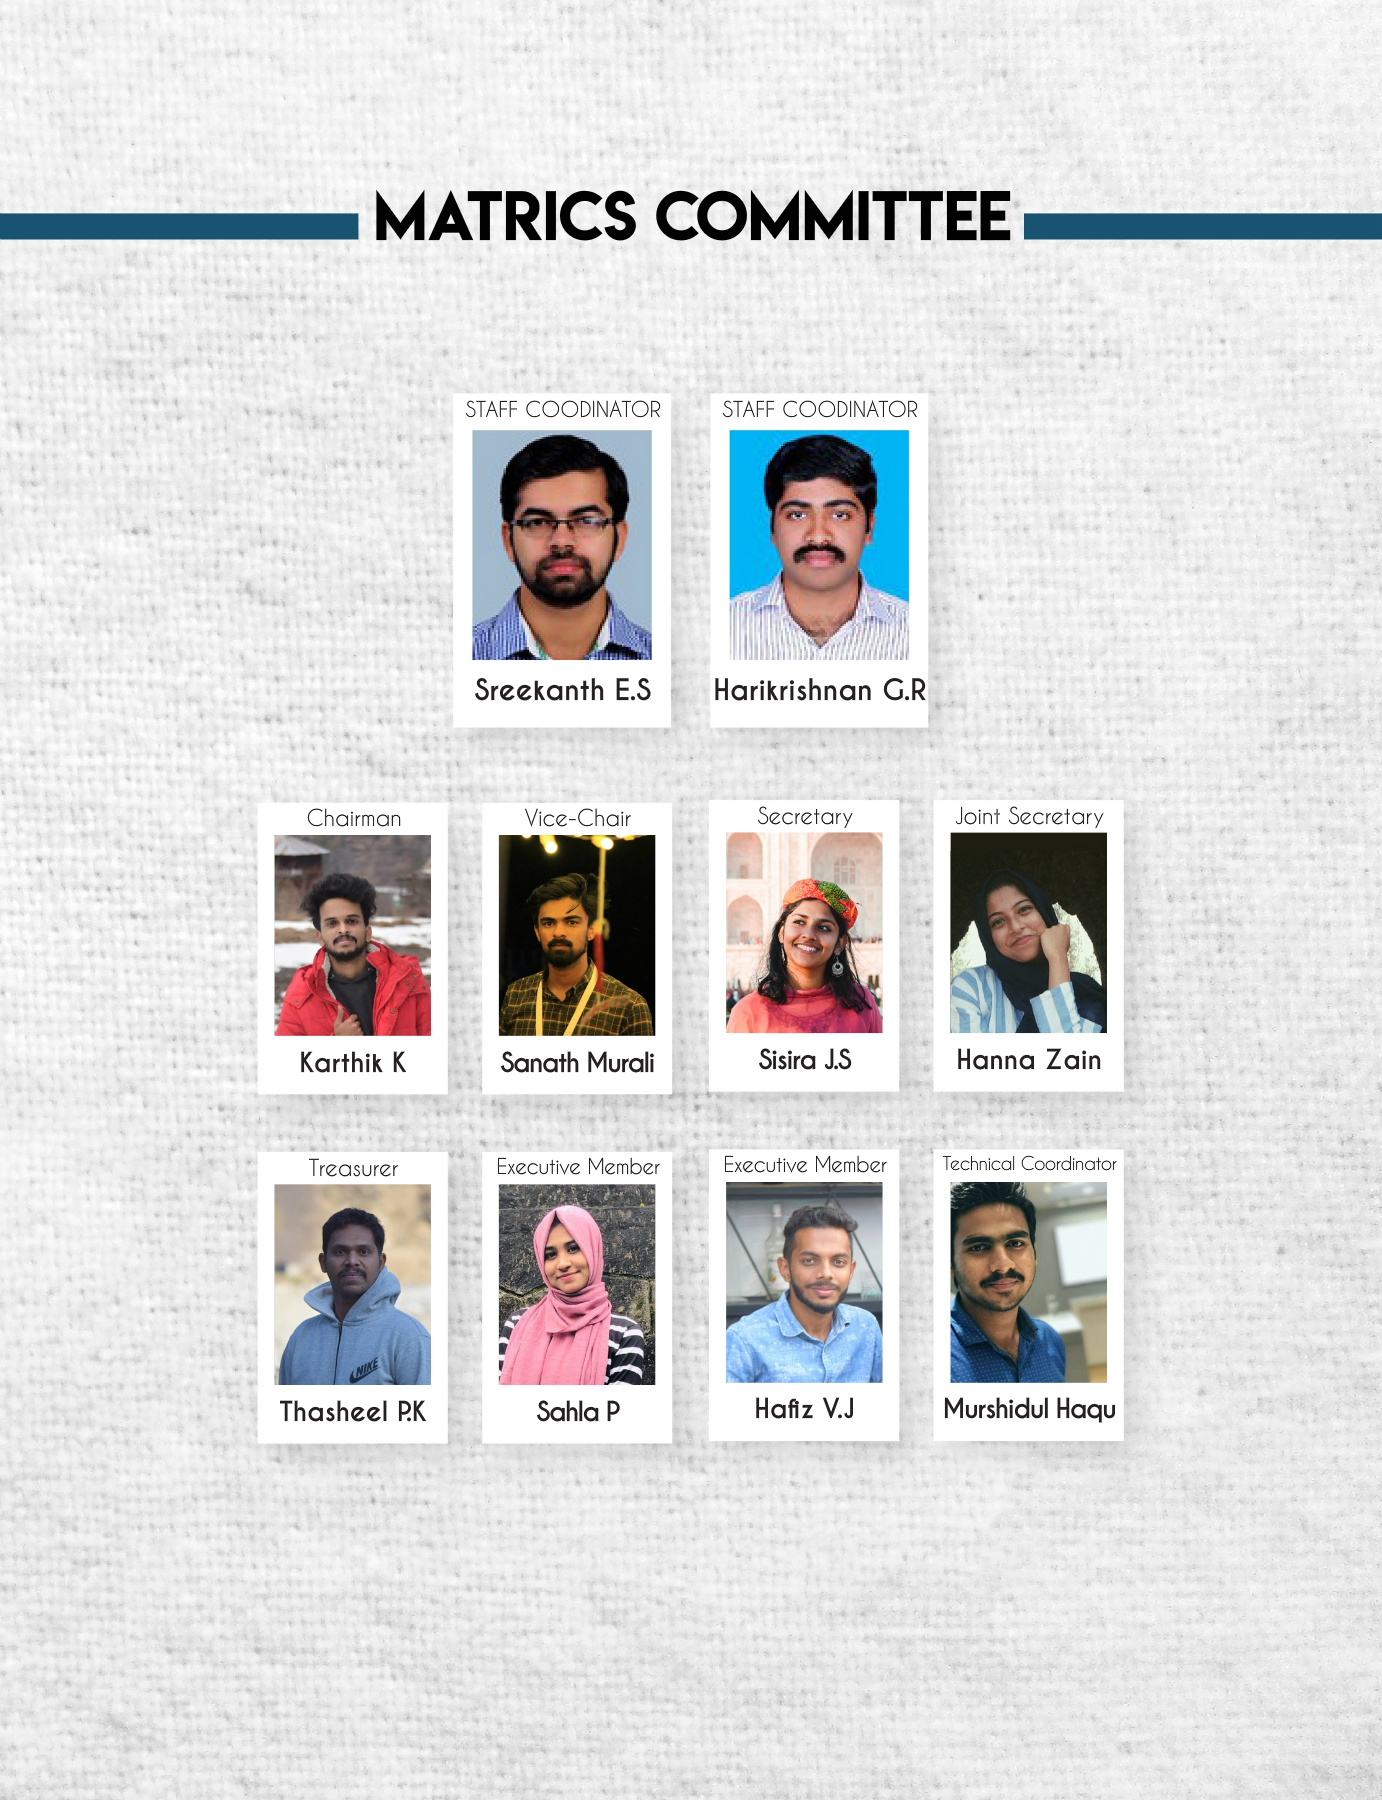 MATRICS COMMITTEE
STAFF COODINATOR
Sreekanth E.S
STAFF COODINATOR
Harikrishnan G.R
Chairman
Karthik K
Vice-Chair
Sanath Murali
Secretary
Sisira J.S
Joint Secretary
Hanna Zain
Treasurer
NIKE
Thasheel P.K
Executive Member
Sahla P
Executive Member
Hafiz V.J
Technical Coordinator
Murshidul Haqu